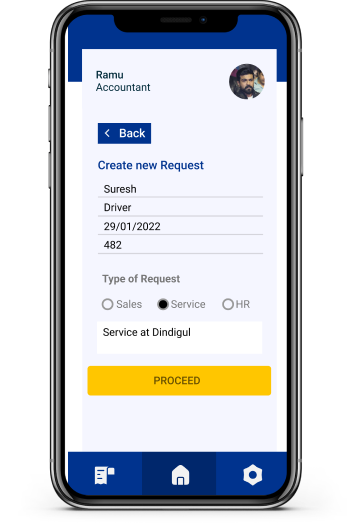 Ramu
Accountant
Back
Create new Request
Suresh
Driver
29/01/2022
482
Type of Request
Sales Service HR
Service at Dindigul
PROCEED